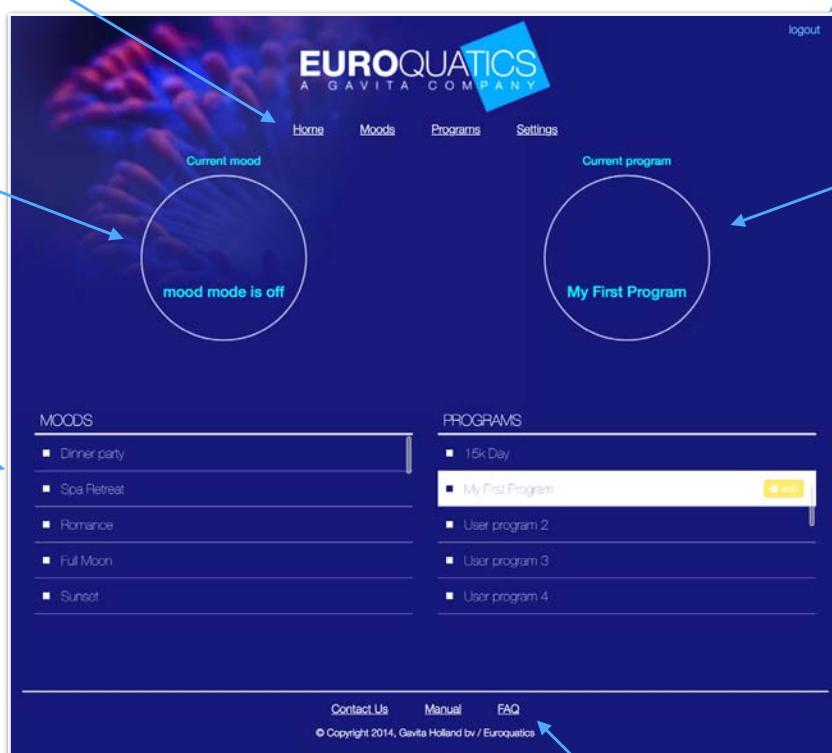 logout
EUROQUATICS
A GAVITA COMPANY
Home Moods Programs Settings
Current mood
mood mode is off
Current program
My First Program
MOODS
Dinner party
Spa Retreat
Romance
Full Moon
Sunset
PROGRAMS
15k Day
My First Program edit
User program 2
User program 3
User program 4
Contact Us Manual FAQ
© Copyright 2014, Gavita Holland bv / Euroquatics